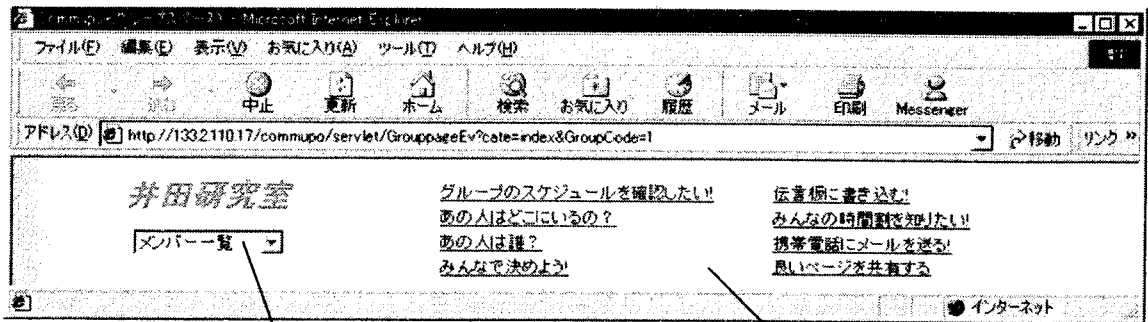 Microsoft Internet Explorer
ファイル(F) 編集(E) 表示(V) お気に入り(A) ツール(T) ヘルプ(H)
戻る 進む 中止 更新 ホーム 検索 お気に入り 履歴 メール 印刷 Messenger
アドレス(D) http://133.2.110.17/commupo/servlet/GrouppageEv?cate=index&GroupCode=1 移動 リンク »
井田研究室
メンバー一覧
グループのスケジュールを確認したい!
あの人はどこにいるの?
あの人は誰?
みんなで決めよう!
伝言板に書き込む!
みんなの時間割を知りたい!
携帯電話にメールを送る!
良いページを共有する
インターネット